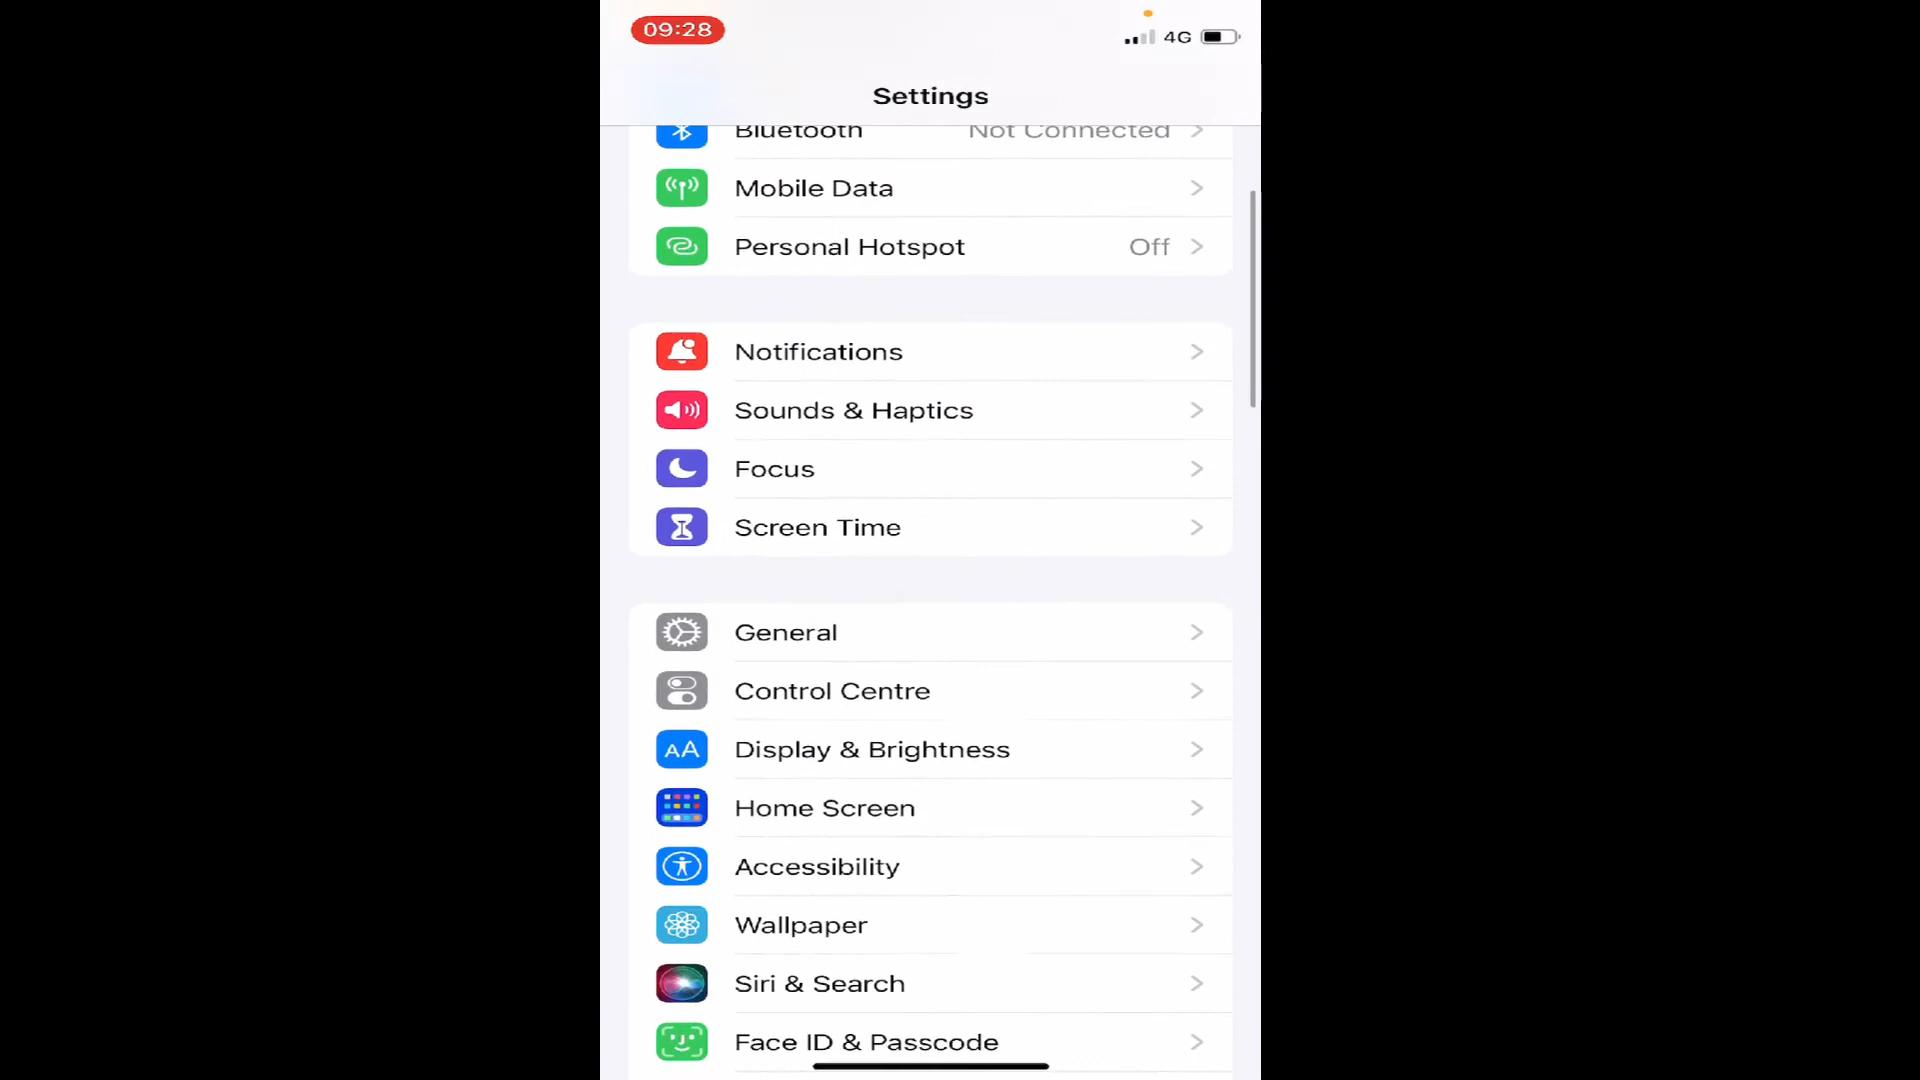 09:28
4G
Settings
Bluetooth Not Connected
Mobile Data
Personal Hotspot Off
Notifications
Sounds & Haptics
Focus
Screen Time
General
Control Centre
AA Display & Brightness
Home Screen
Accessibility
Wallpaper
Siri & Search
Face ID & Passcode